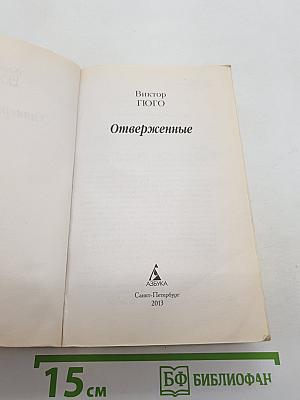 Виктор
ГЮГО
Отверженные
АЗБУКА
Санкт-Петербург
2013
15 см
БФ БИБЛИОФАН